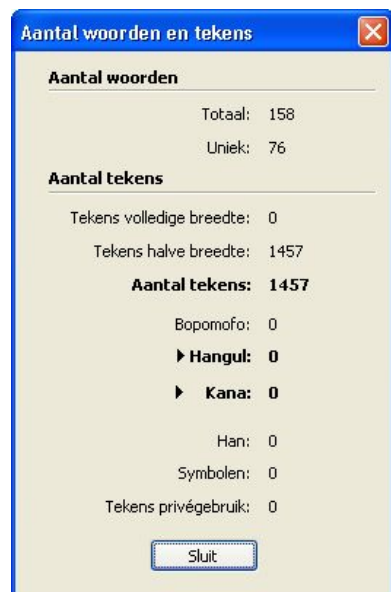 Aantal woorden en tekens
Aantal woorden
Totaal: 158
Uniek: 76
Aantal tekens
Tekens volledige breedte: 0
Tekens halve breedte: 1457
Aantal tekens: 1457
Bopomofo: 0
Hangul: 0
Kana: 0
Han: 0
Symbolen: 0
Tekens privégebruik: 0
Sluit